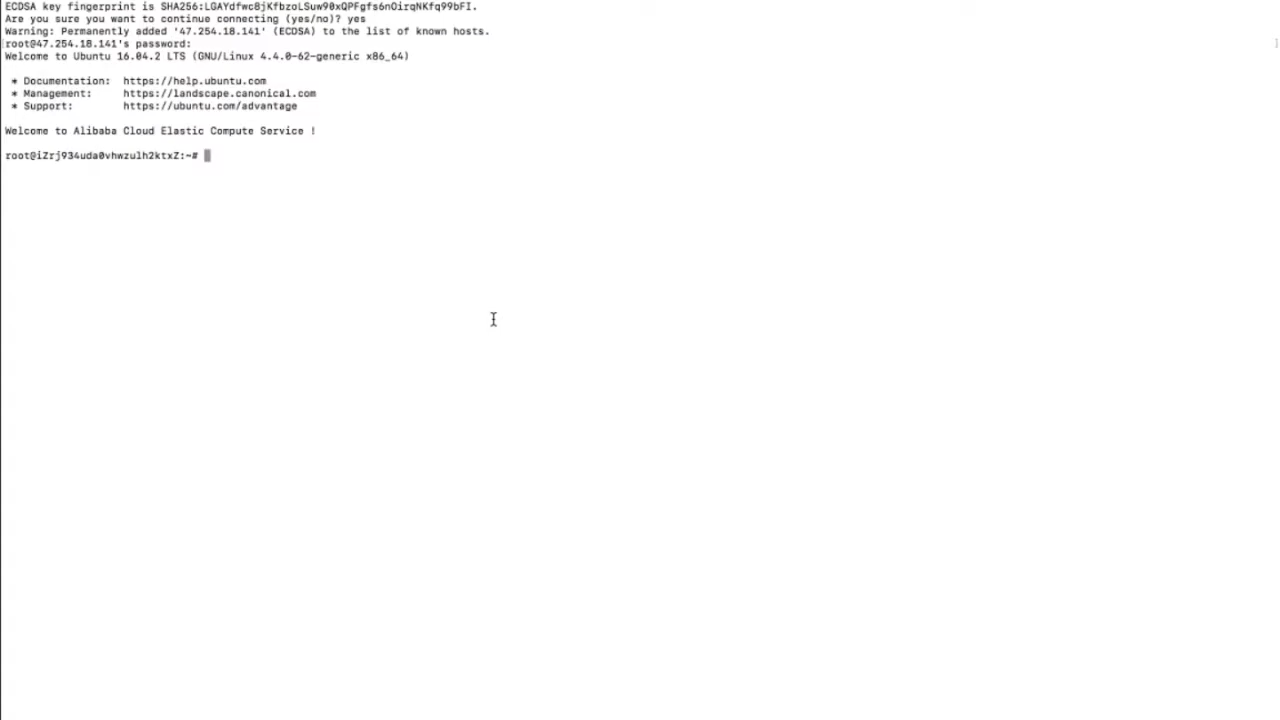 ECDSA key fingerprint is SHA256:LGAYdfwc8jKfbzoLSuw90xQPFgfs6nOirqNKfq99bFI.
Are you sure you want to continue connecting (yes/no)? yes
Warning: Permanently added '47.254.18.141' (ECDSA) to the list of known hosts.
[root@47.254.18.141's password: ]
Welcome to Ubuntu 16.04.2 LTS (GNU/Linux 4.4.0-62-generic x86_64)
* Documentation: https://help.ubuntu.com
* Management: https://landscape.canonical.com
* Support: https://ubuntu.com/advantage
Welcome to Alibaba Cloud Elastic Compute Service !
root@iZrj934uda0vhwzulh2ktxZ:~#